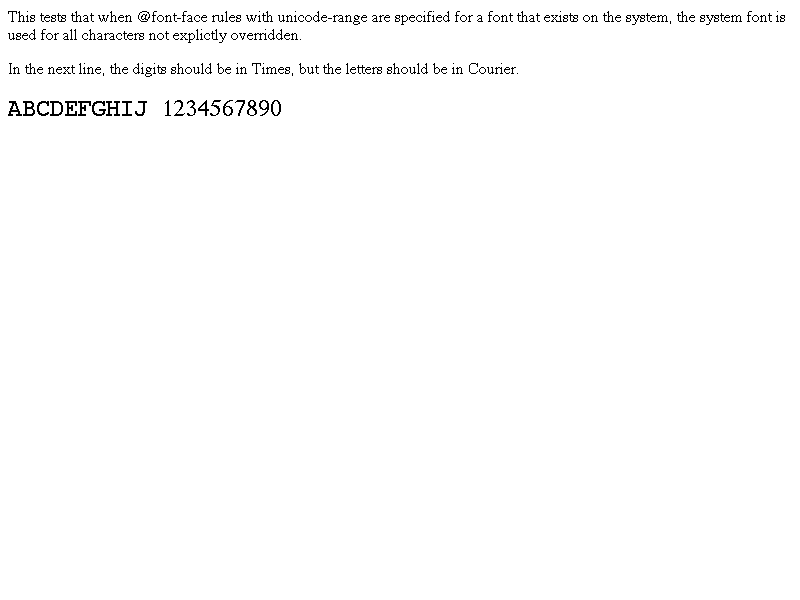 This tests that when @font-face rules with unicode-range are specified for a font that exists on the system, the system font is
used for all characters not explictly overridden.
In the next line, the digits should be in Times, but the letters should be in Courier.
ABCDEFGHIJ 1234567890